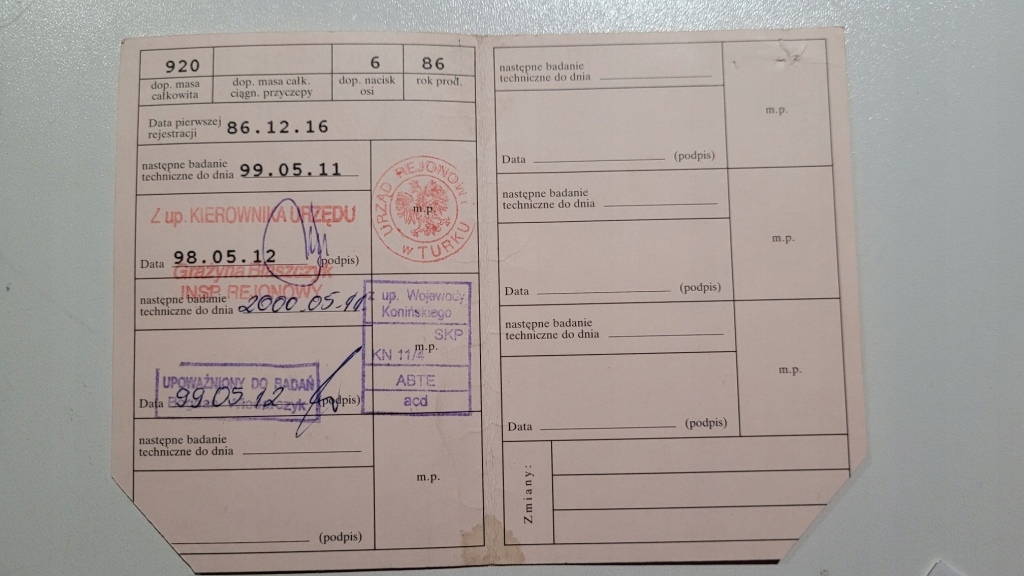 920 6 86
dop. masa całkowita dop. masa całk. ciągn. przyczepy dop. nacisk osi rok prod.
Data pierwszej rejestracji 86.12.16
następne badanie
techniczne do dnia 99.05.11
URZĄD REJONOWY
w TURKU
m.p.
Z up. KIEROWNIKA URZĘDU
Data 98.05.12 (podpis)
Grażyna Błaszczyk
INSP. REJONOWY
następne badanie
techniczne do dnia 2000.05.11
z up. Wojewody
Konińskiego
SKP
KN 11/4
m.p.
ABTE
acd
UPOWAŻNIONY DO BADAŃ
Data 99.05.12 (podpis)
następne badanie
techniczne do dnia
m.p.
(podpis)
następne badanie
techniczne do dnia
m.p.
Data (podpis)
następne badanie
techniczne do dnia
m.p.
Data (podpis)
następne badanie
techniczne do dnia
m.p.
Data (podpis)
Zmiany: